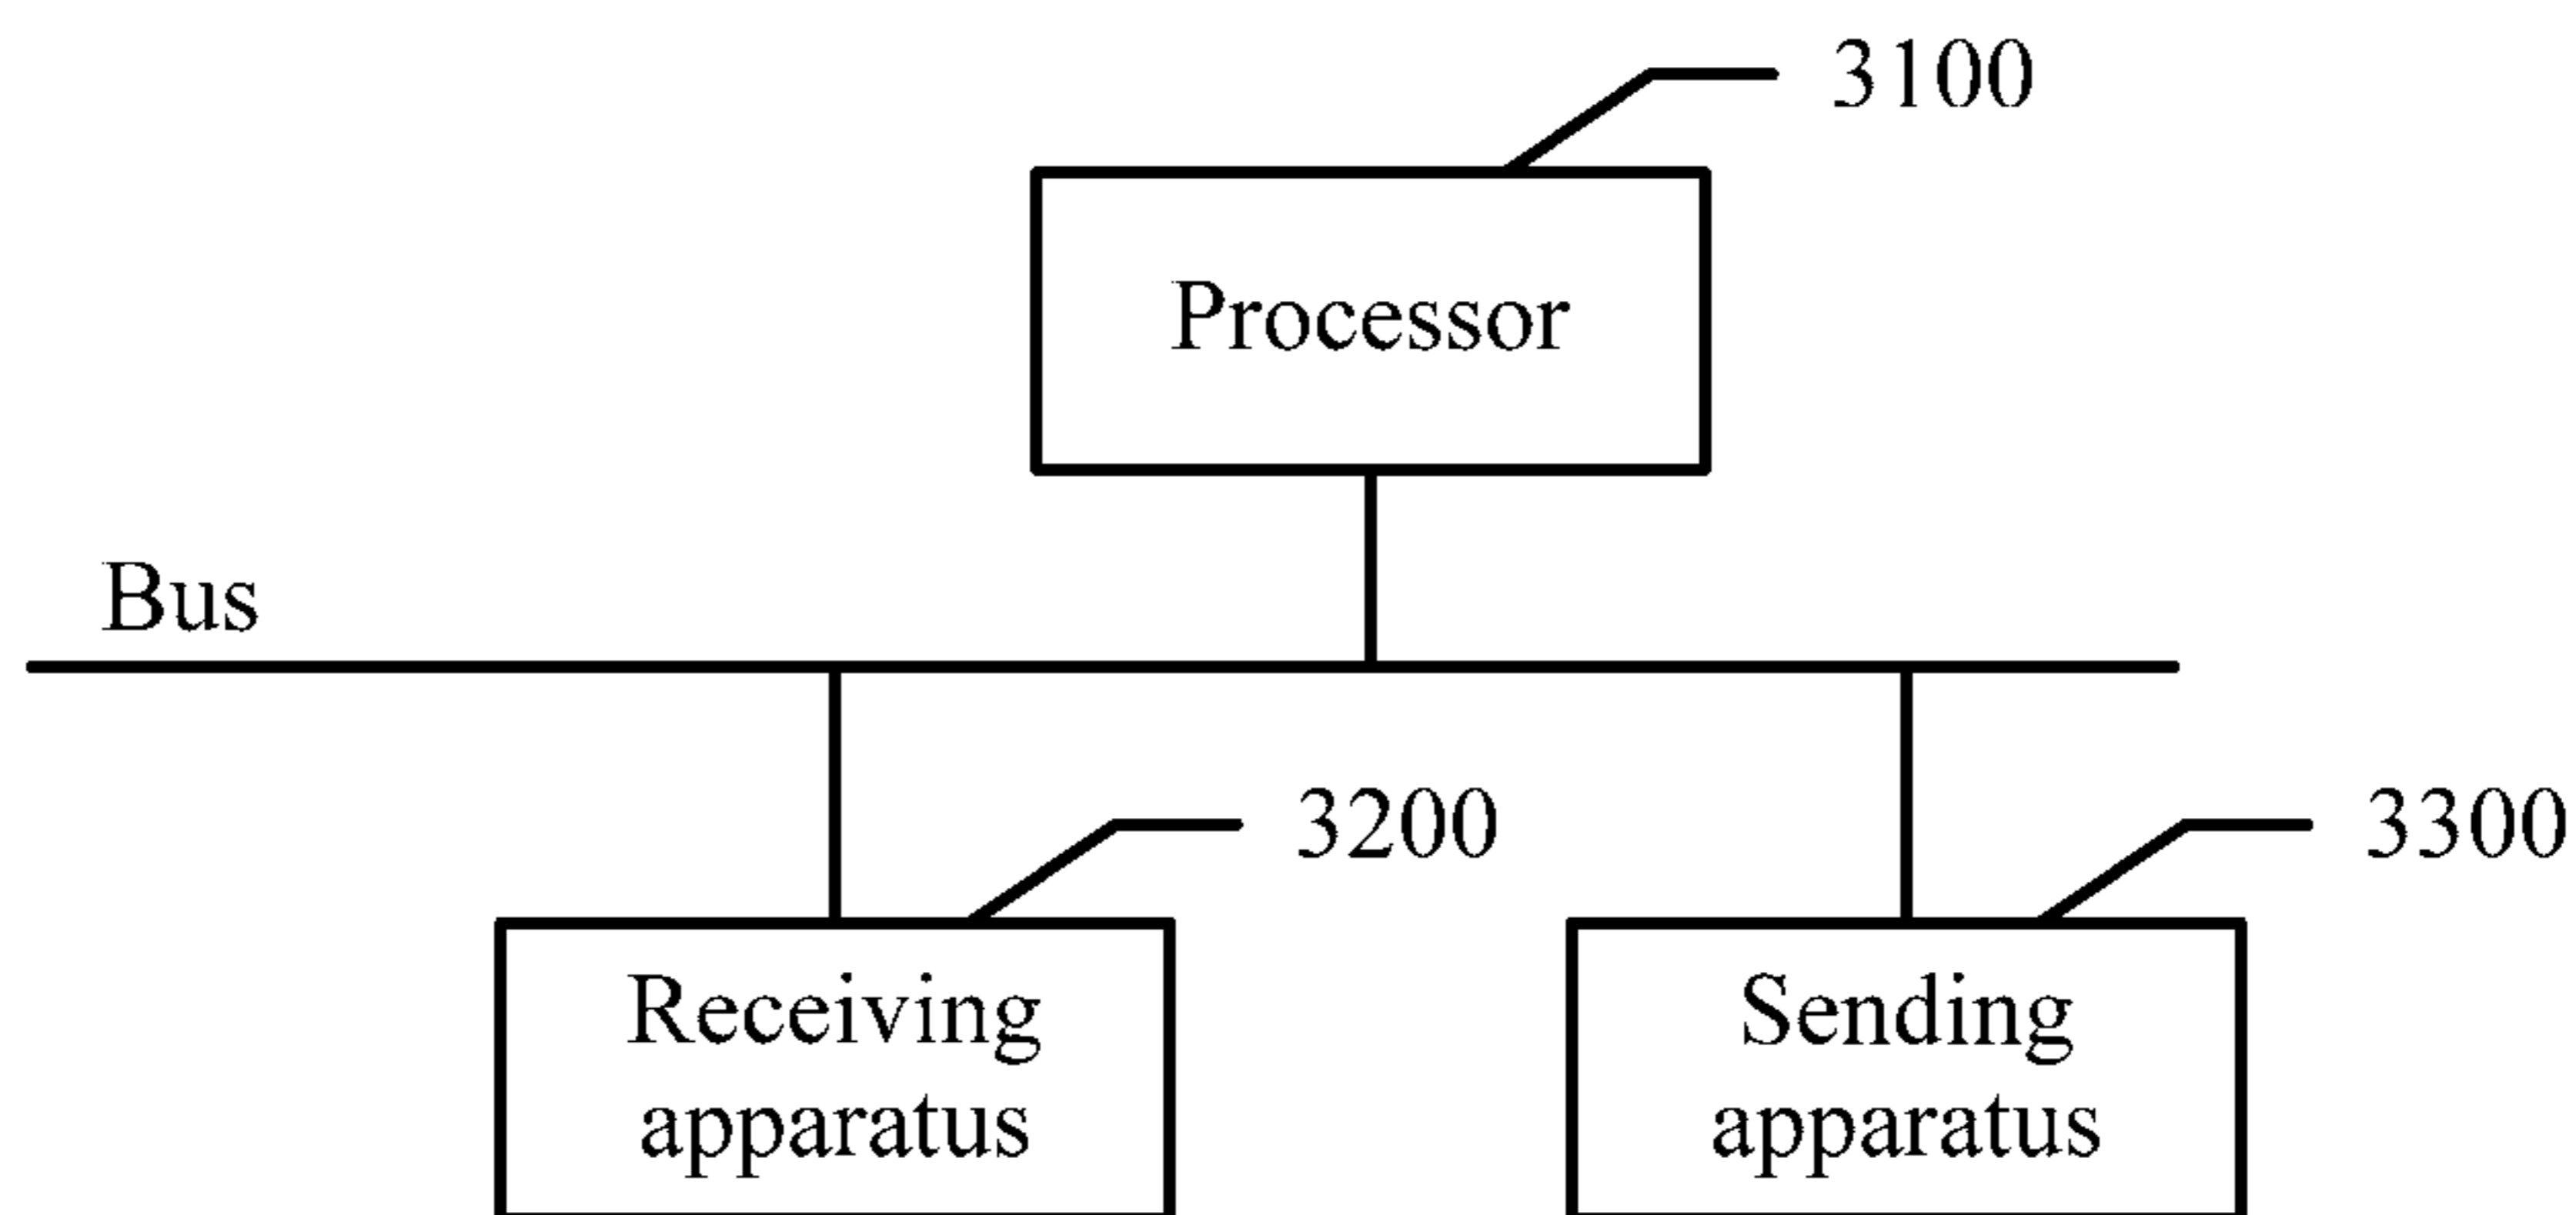 3100
Processor
Bus
3200
3300
Receiving
apparatus
Sending
apparatus